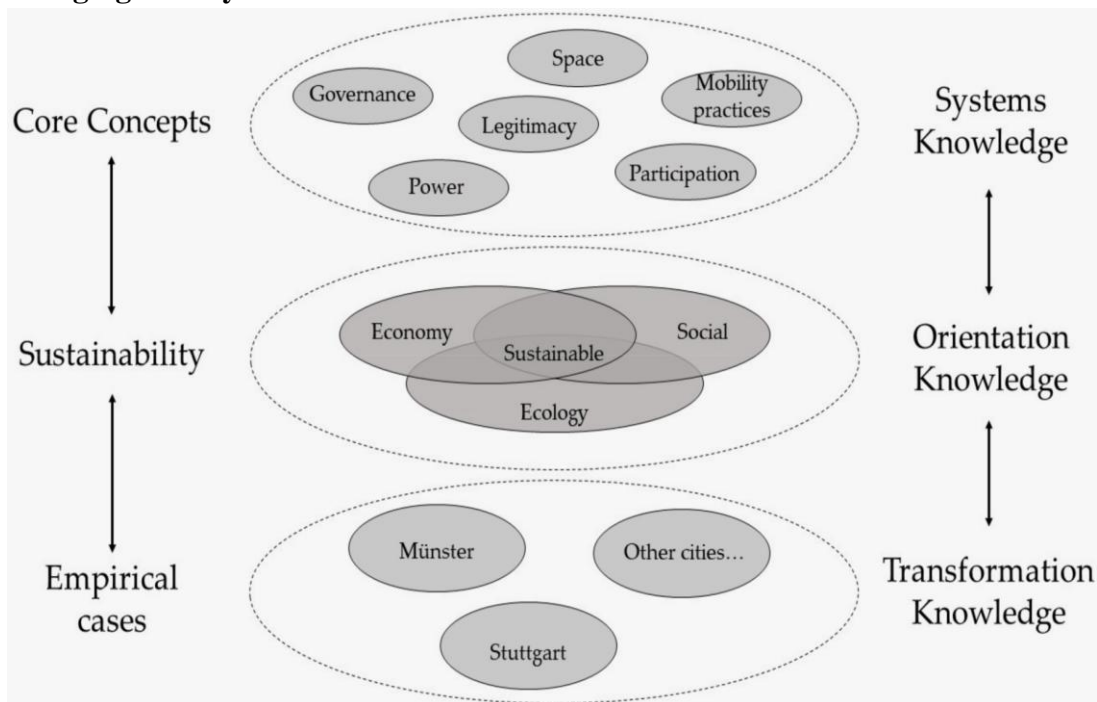 Space
Governance
Mobility
practices
Core Concepts
Legitimacy
Systems
Knowledge
Power
Participation
Economy
Social
Sustainability
Sustainable
Orientation
Knowledge
Ecology
Münster
Other cities...
Empirical
cases
Transformation
Knowledge
Stuttgart